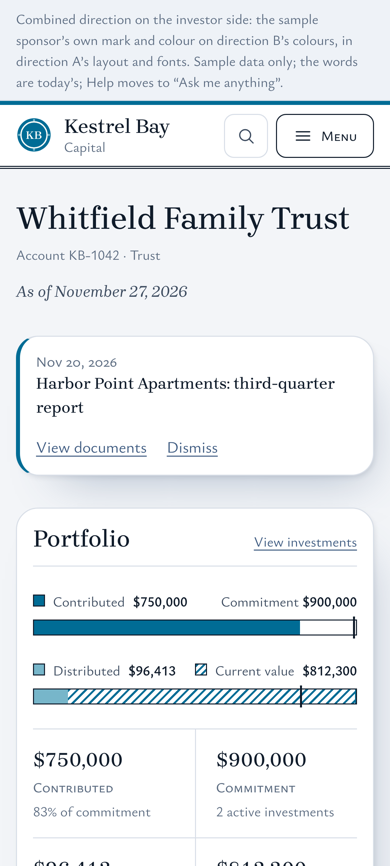 Combined direction on the investor side: the sample
sponsor's own mark and colour on direction B's colours, in
direction A's layout and fonts. Sample data only; the words
are today's; Help moves to “Ask me anything”.
KB
Kestrel Bay
Capital
Menu
Whitfield Family Trust
Account KB-1042 · Trust
As of November 27, 2026
Nov 20, 2026
Harbor Point Apartments: third-quarter
report
View documents Dismiss
Portfolio
View investments
Contributed $750,000 Commitment $900,000
Distributed $96,413 Current value $812,300
$750,000 $900,000
Contributed Commitment
83% of commitment 2 active investments
$96,413 $812,300